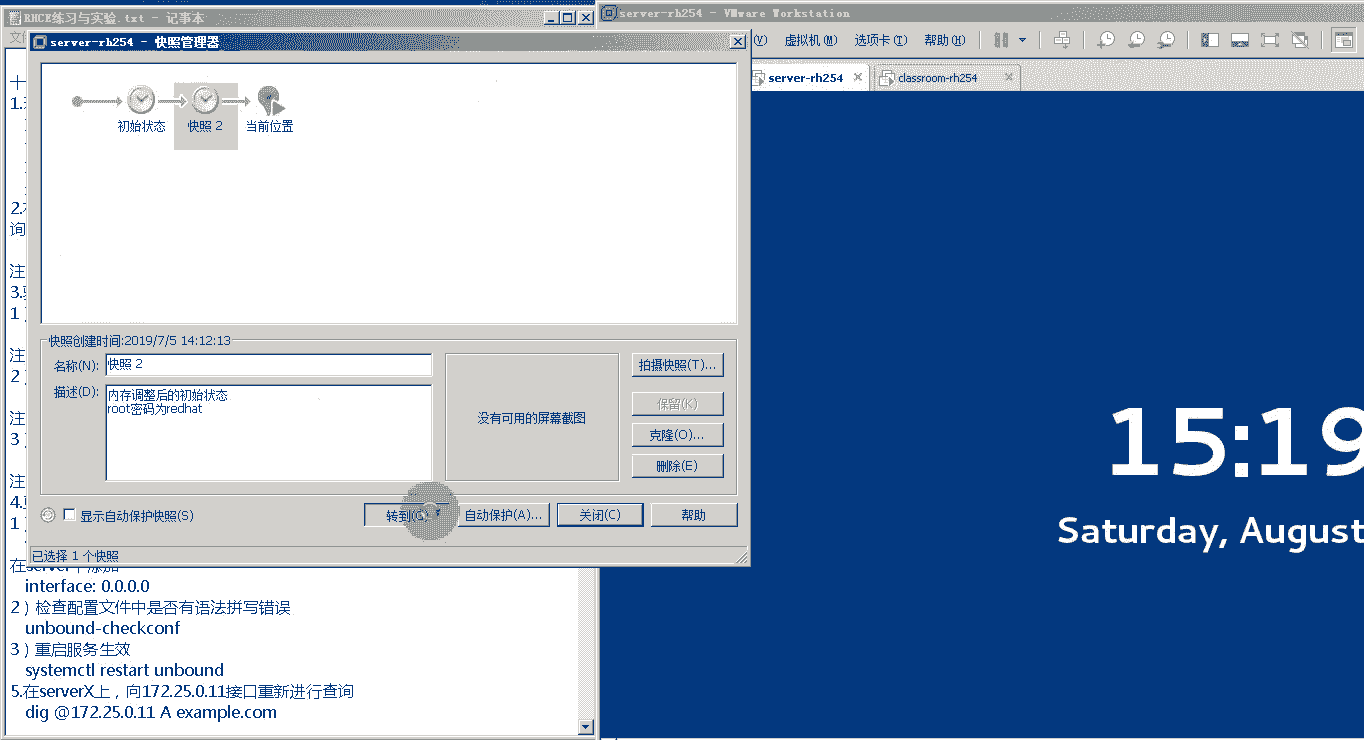 RHCE练习与实验.txt - 记事本
server-rh254 - VMware Workstation
server-rh254 - 快照管理器
(V) 虚拟机(M) 选项卡(T) 帮助(H)
server-rh254
classroom-rh254
初始状态
快照 2
当前位置
1.
2.
询
注
3.
1
注
2
注
3
注
4.
1
快照创建时间:2019/7/5 14:12:13
名称(N):
快照 2
描述(D):
内存调整后的初始状态
root密码为redhat
没有可用的屏幕截图
拍摄快照(T)...
保留(K)
克隆(O)...
删除(E)
显示自动保护快照(S)
转到(G)
自动保护(A)...
关闭(C)
帮助
已选择 1 个快照
interface: 0.0.0.0
2）检查配置文件中是否有语法拼写错误
unbound-checkconf
3）重启服务生效
systemctl restart unbound
5.在serverX上，向172.25.0.11接口重新进行查询
dig @172.25.0.11 A example.com
15:19
Saturday, August